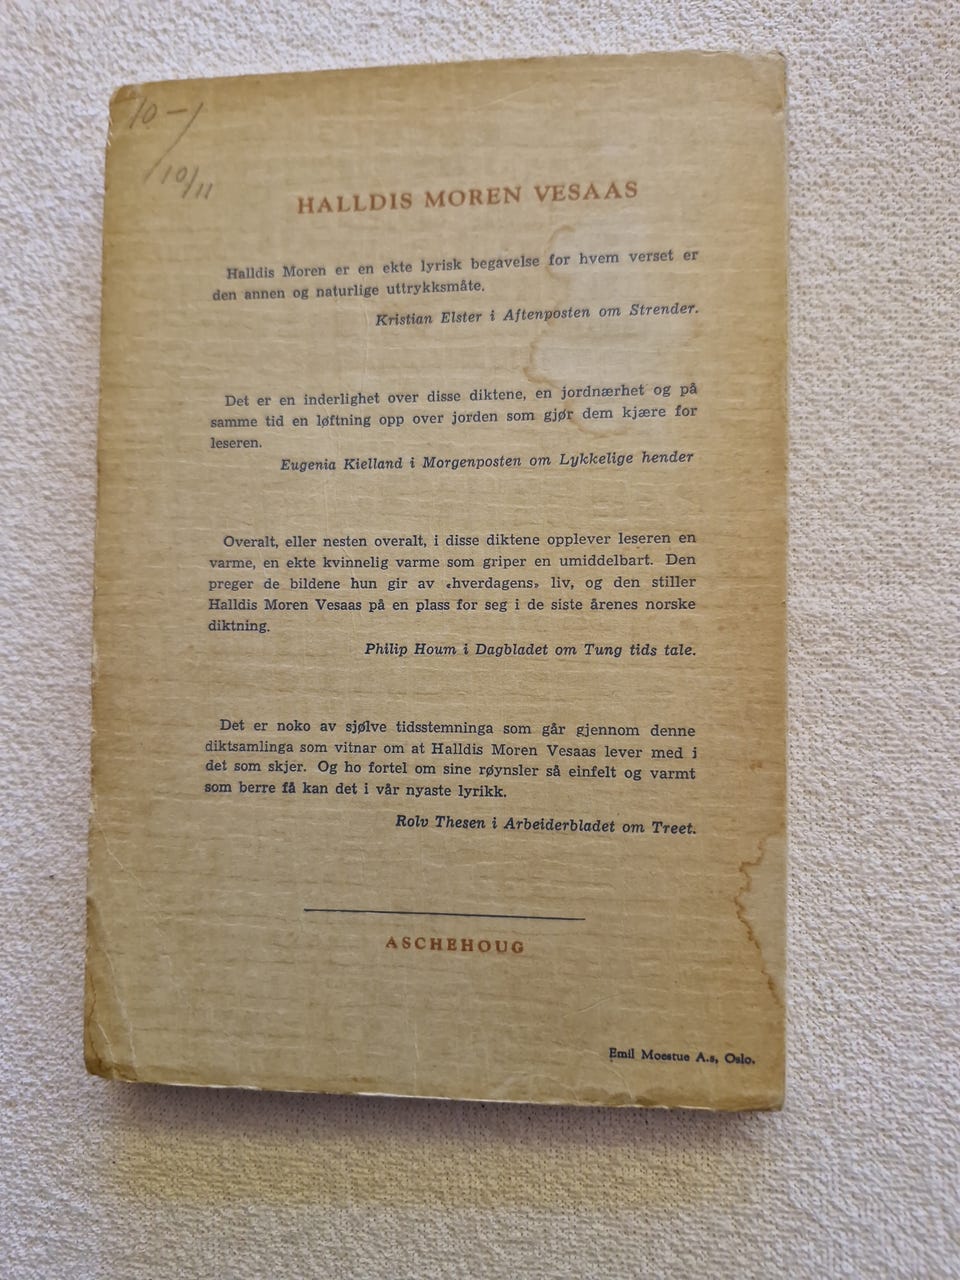 10-/
10/11
HALLDIS MOREN VESAAS
Halldis Moren er en ekte lyrisk begavelse for hvem verset er
den annen og naturlige uttrykksmåte.
Kristian Elster i Aftenposten om Strender.
Det er en inderlighet over disse diktene, en jordnærhet og på
samme tid en løftning opp over jorden som gjør dem kjære for
leseren.
Eugenia Kielland i Morgenposten om Lykkelige hender
Overalt, eller nesten overalt, i disse diktene opplever leseren en
varme, en ekte kvinnelig varme som griper en umiddelbart. Den
preger de bildene hun gir av «hverdagens» liv, og den stiller
Halldis Moren Vesaas på en plass for seg i de siste årenes norske
diktning.
Philip Houm i Dagbladet om Tung tids tale.
Det er noko av sjølve tidsstemninga som går gjennom denne
diktsamlinga som vitnar om at Halldis Moren Vesaas lever med i
det som skjer. Og ho fortel om sine røynsler så einfelt og varmt
som berre få kan det i vår nyaste lyrikk.
Rolv Thesen i Arbeiderbladet om Treet.
ASCHEHOUG
Emil Moestue A.s, Oslo.